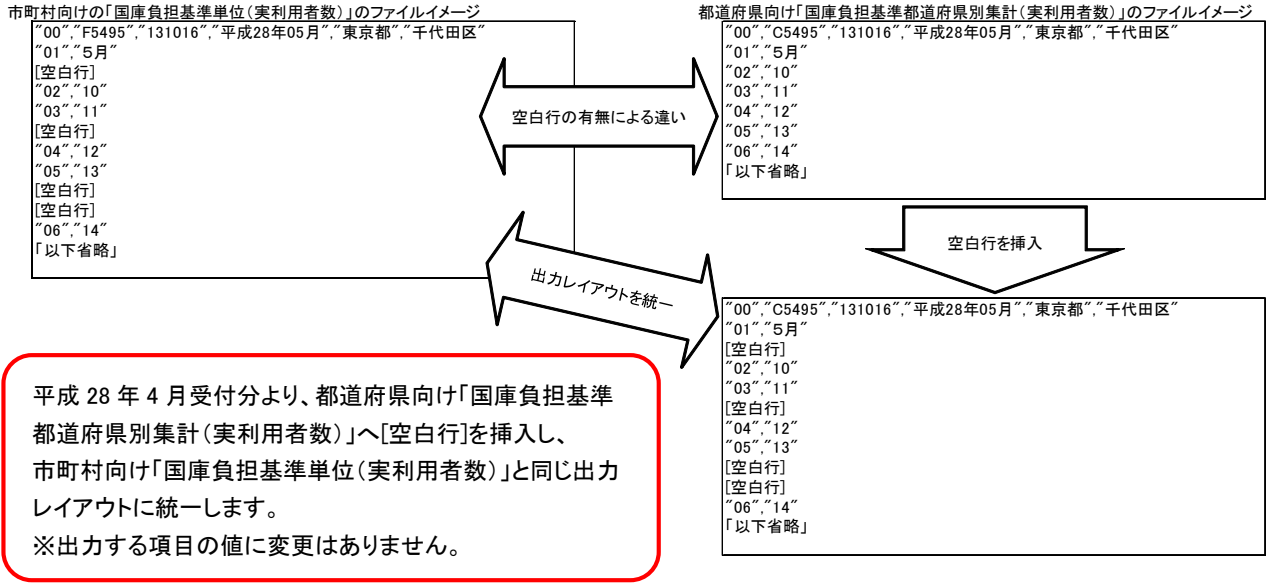 市町村向けの「国庫負担基準単位（実利用者数）」のファイルイメージ
"00","F5495","131016","平成28年05月","東京都","千代田区"
"01","５月"
[空白行]
"02","10"
"03","11"
[空白行]
"04","12"
"05","13"
[空白行]
[空白行]
"06","14"
「以下省略」
空白行の有無による違い
都道府県向け「国庫負担基準都道府県別集計（実利用者数）」のファイルイメージ
"00","C5495","131016","平成28年05月","東京都","千代田区"
"01","５月"
"02","10"
"03","11"
"04","12"
"05","13"
"06","14"
「以下省略」
空白行を挿入
出力レイアウトを統一
"00","C5495","131016","平成28年05月","東京都","千代田区"
"01","５月"
[空白行]
"02","10"
"03","11"
[空白行]
"04","12"
"05","13"
[空白行]
[空白行]
"06","14"
「以下省略」
平成 28 年 4 月受付分より、都道府県向け「国庫負担基準
都道府県別集計（実利用者数）」へ[空白行]を挿入し、
市町村向け「国庫負担基準単位（実利用者数）」と同じ出力
レイアウトに統一します。
※出力する項目の値に変更はありません。